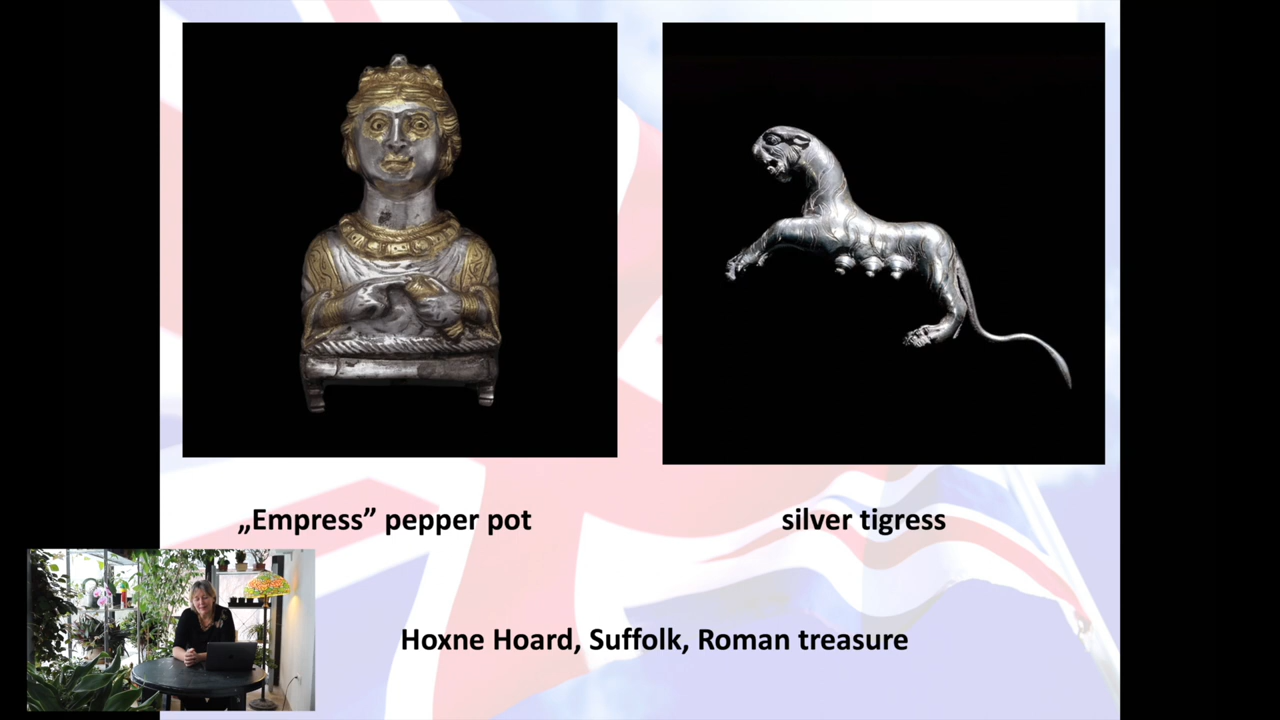 „Empress” pepper pot
silver tigress
Hoxne Hoard, Suffolk, Roman treasure